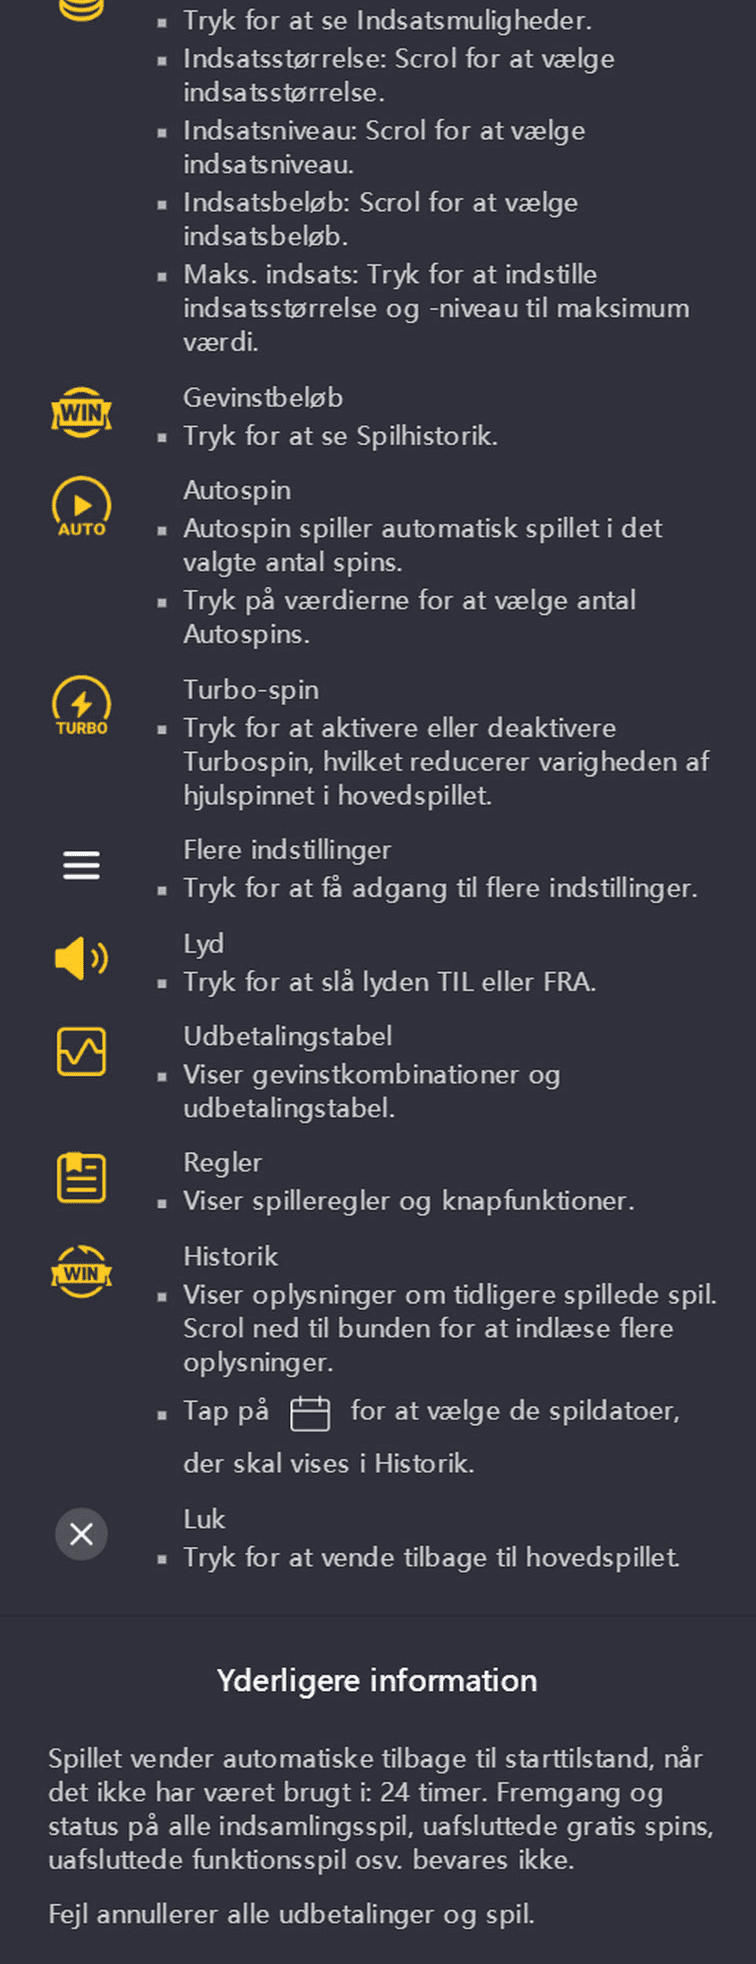 Tryk for at se Indsatsmuligheder.
Indsatsstørrelse: Scrol for at vælge
indsatsstørrelse.
Indsatsniveau: Scrol for at vælge
indsatsniveau.
Indsatsbeløb: Scrol for at vælge
indsatsbeløb.
Maks. indsats: Tryk for at indstille
indsatsstørrelse og -niveau til maksimum
værdi.
WIN
Gevinstbeløb
Tryk for at se Spilhistorik.
AUTO
Autospin
Autospin spiller automatisk spillet i det
valgte antal spins.
Tryk på værdierne for at vælge antal
Autospins.
TURBO
Turbo-spin
Tryk for at aktivere eller deaktivere
Turbospin, hvilket reducerer varigheden af
hjulspinnet i hovedspillet.
Flere indstillinger
Tryk for at få adgang til flere indstillinger.
Lyd
Tryk for at slå lyden TIL eller FRA.
Udbetalingstabel
Viser gevinstkombinationer og
udbetalingstabel.
Regler
Viser spilleregler og knapfunktioner.
WIN
Historik
Viser oplysninger om tidligere spillede spil.
Scrol ned til bunden for at indlæse flere
oplysninger.
Tap på for at vælge de spildatoer,
der skal vises i Historik.
Luk
Tryk for at vende tilbage til hovedspillet.
Yderligere information
Spillet vender automatiske tilbage til starttilstand, når
det ikke har været brugt i: 24 timer. Fremgang og
status på alle indsamlingsspil, uafsluttede gratis spins,
uafsluttede funktionsspil osv. bevares ikke.
Fejl annullerer alle udbetalinger og spil.